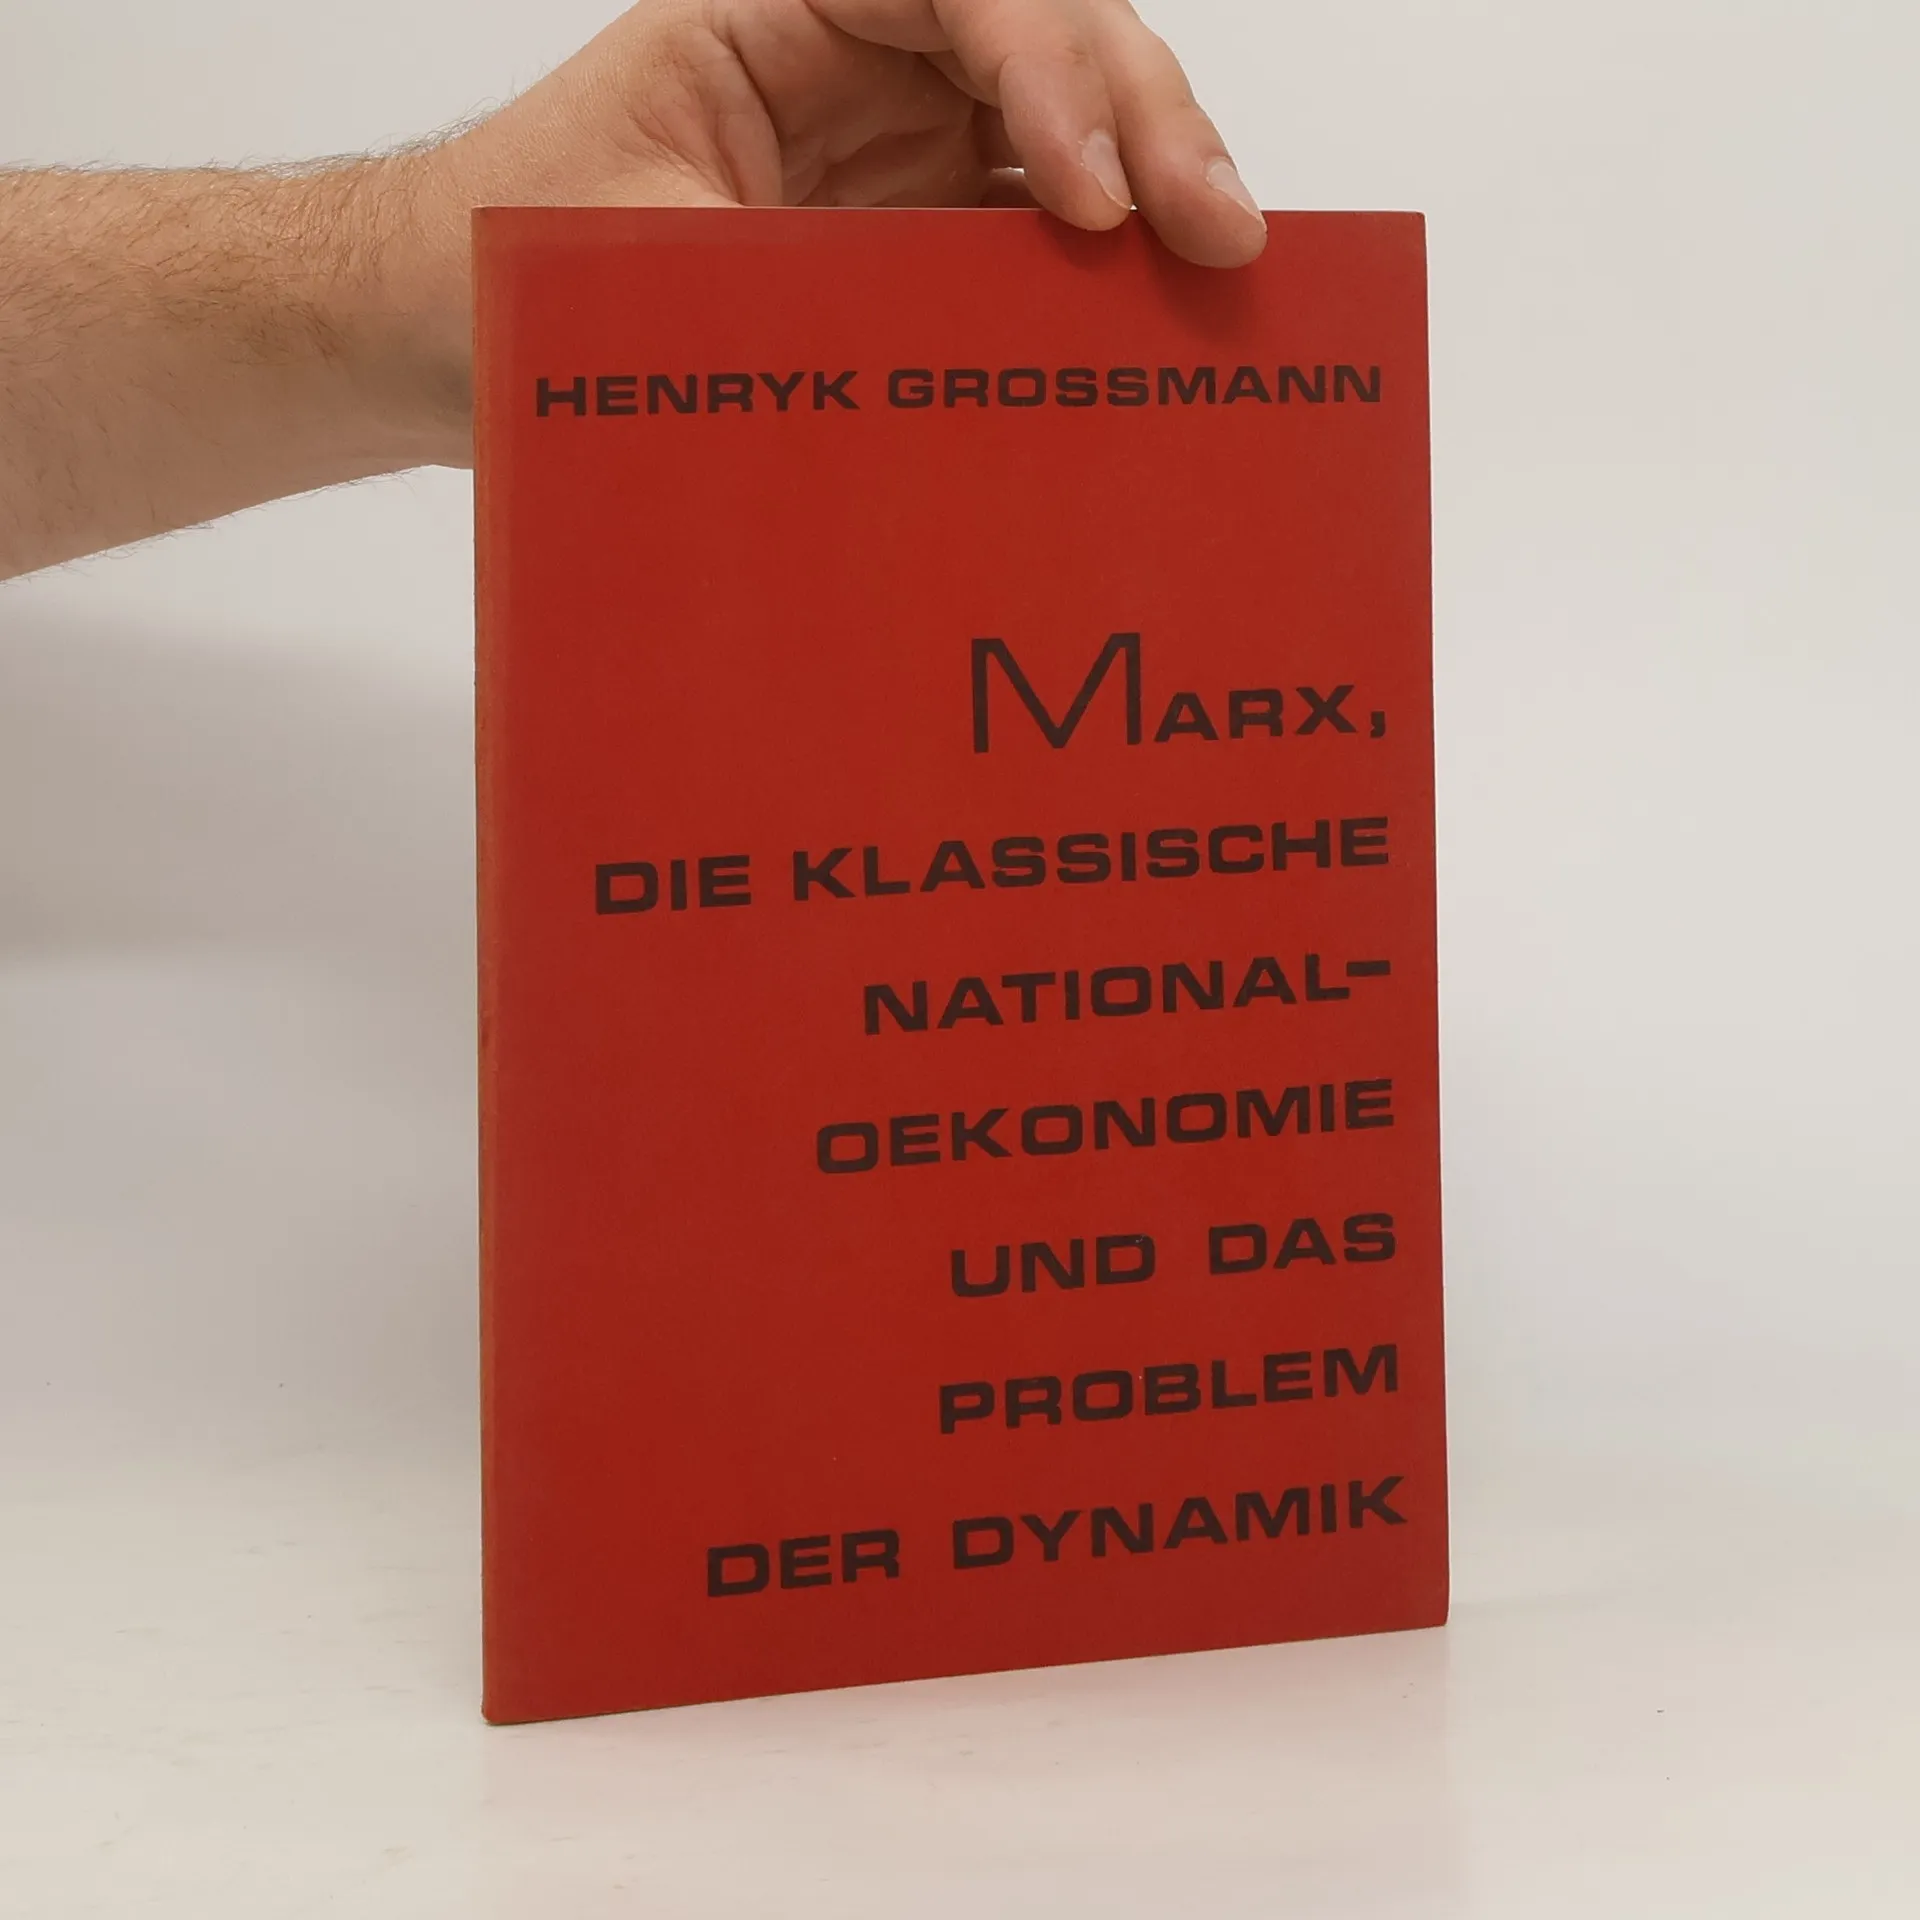 HENRYK GROSSMANN
MARX,
DIE KLASSISCHE
NATIONAL-
OEKONOMIE
UND DAS
PROBLEM
DER DYNAMIK